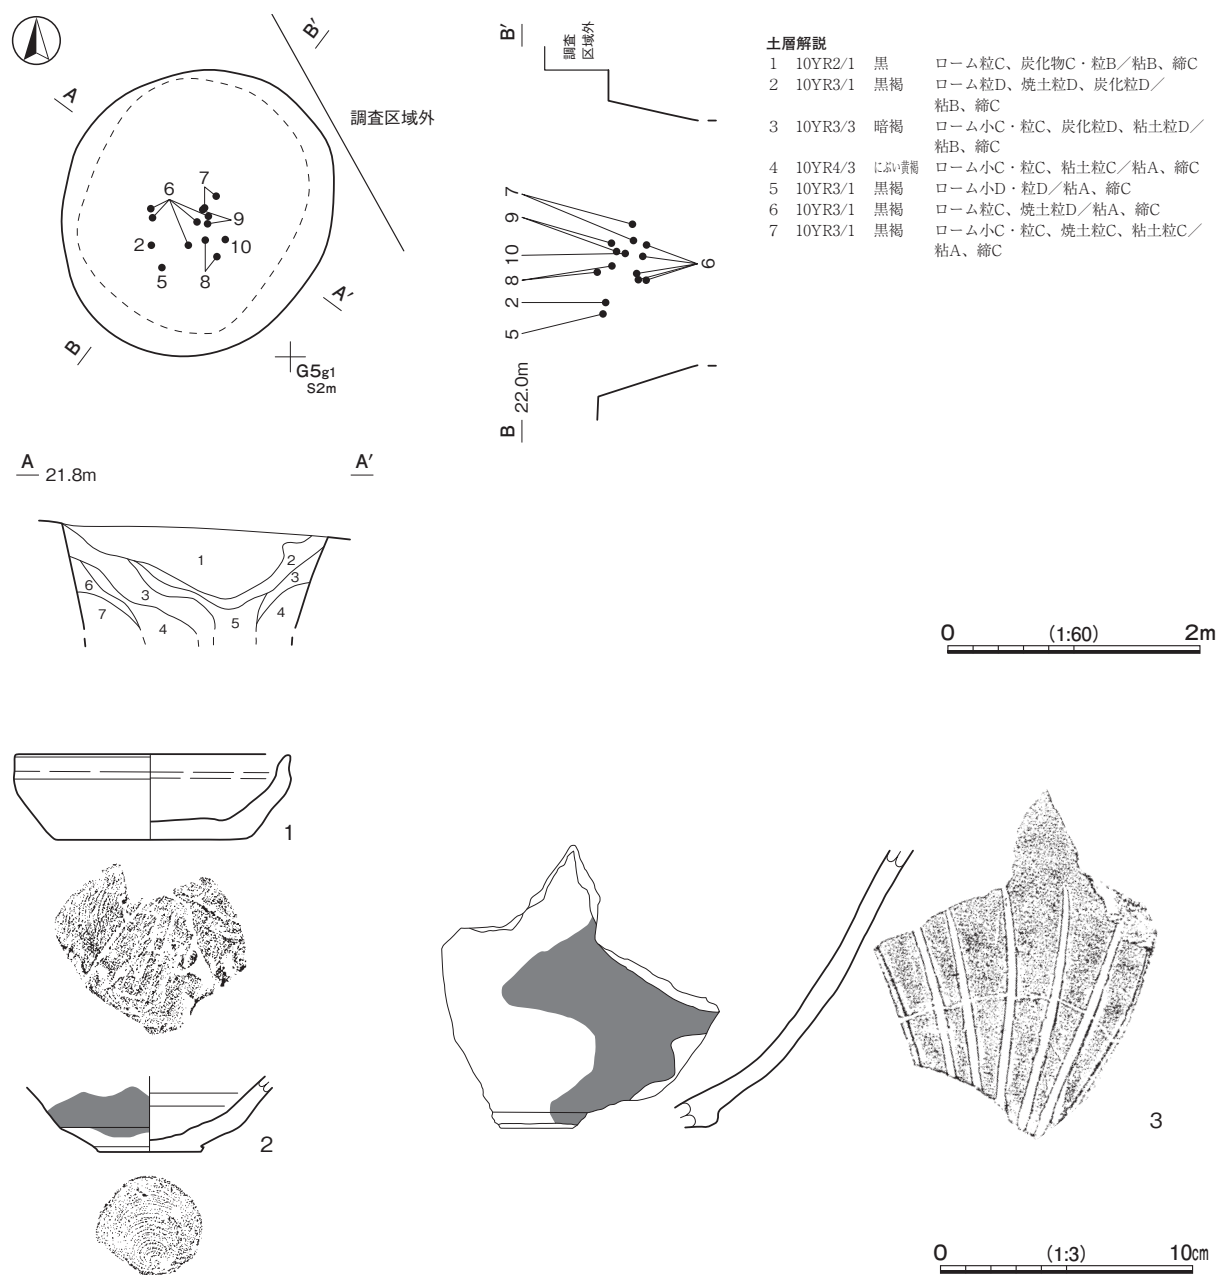 B′
A
調査区域外
6
7
9
2
10
5
8
A′
B
G5g1
S2m
B′
調査
区域外
7
9
10
8
2
5
6
B 22.0m
土層解説
1 10YR2/1 黒 ローム粒C、炭化物C・粒B／粘B、締C
2 10YR3/1 黒褐 ローム粒D、焼土粒D、炭化粒D／
粘B、締C
3 10YR3/3 暗褐 ローム小C・粒C、炭化粒D、粘土粒D／
粘B、締C
4 10YR4/3 にぶい黄褐 ローム小C・粒C、粘土粒C／粘A、締C
5 10YR3/1 黒褐 ローム小D・粒D／粘A、締C
6 10YR3/1 黒褐 ローム粒C、焼土粒D／粘A、締C
7 10YR3/1 黒褐 ローム小C・粒C、焼土粒C、粘土粒C／
粘A、締C
A 21.8m A′
1
2
3
6
3
7
4
5
4
0 (1:60) 2m
1
2
3
0 (1:3) 10cm